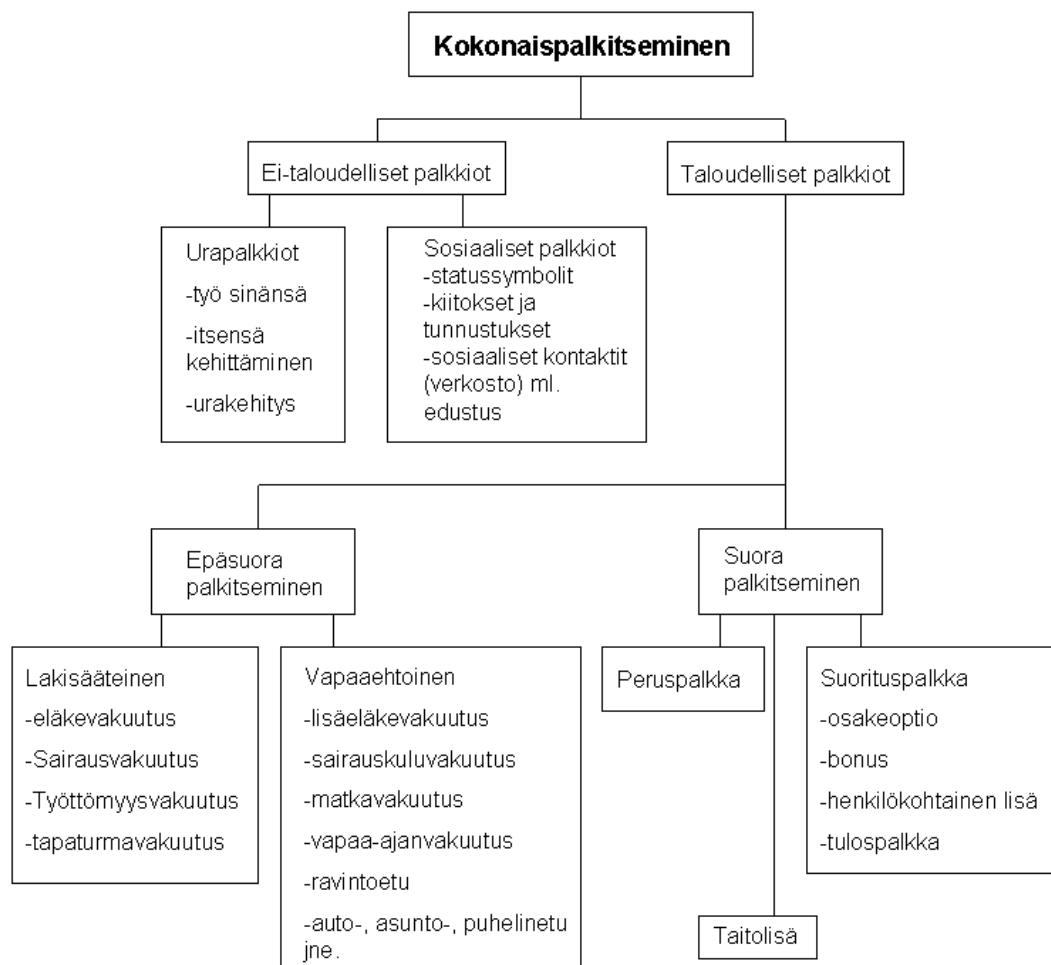 Kokonaispalkitseminen
Ei-taloudelliset palkkiot
Taloudelliset palkkiot
Urapalkkiot
-työ sinänsä
-itsensä
kehittäminen
-urakehitys
Sosiaaliset palkkiot
-statussymbolit
-kiitokset ja
tunnustukset
-sosiaaliset kontaktit
(verkosto) ml.
edustus
Epäsuora
palkitseminen
Suora
palkitseminen
Lakisääteinen
-eläkevakuutus
-Sairausvakuutus
-Työttömyysvakuutus
-tapaturmavakuutus
Vapaaehtoinen
-lisäeläkevakuutus
-sairauskuluvakuutus
-matkavakuutus
-vapaa-ajanvakuutus
-ravintoetu
-auto-, asunto-, puhelinetu
jne.
Peruspalkka
Suorituspalkka
-osakeoptio
-bonus
-henkilökohtainen lisä
-tulospalkka
Taitolisä